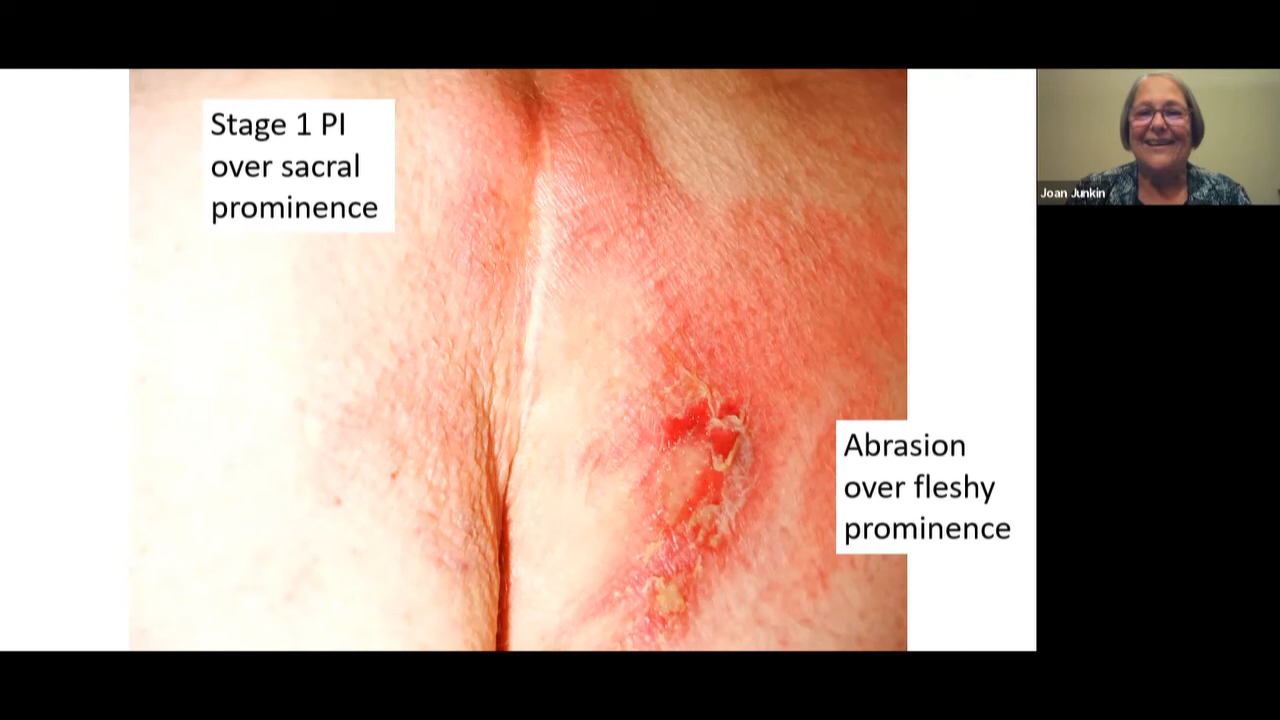 Stage 1 PI
over sacral
prominence
Joan Junkin
Abrasion
over fleshy
prominence